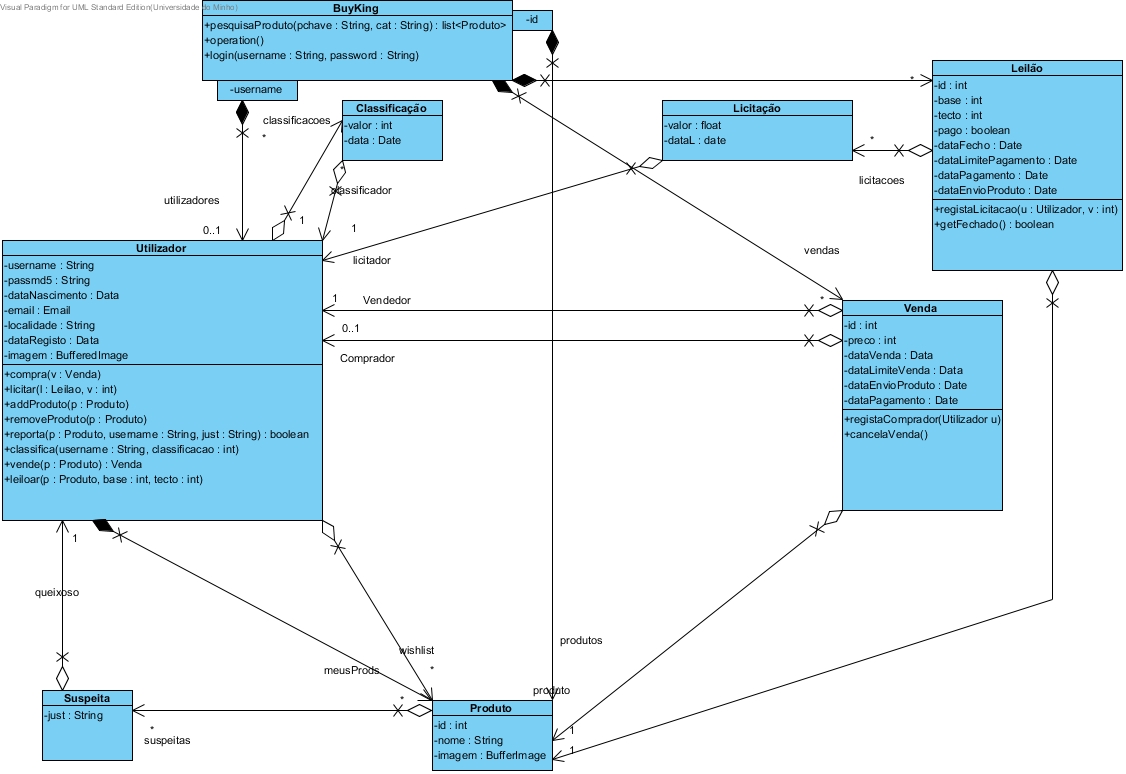 Visual Paradigm for UML Standard Edition(Universidade do Minho)
BuyKing
+pesquisaProduto(pchave : String, cat : String) : list<Produto>
+operation()
+login(username : String, password : String)
-id
-username
Classificação
-valor : int
-data : Date
Licitação
-valor : float
-dataL : date
Leilão
-id : int
-base : int
-tecto : int
-pago : boolean
-dataFecho : Date
-dataLimitePagamento : Date
-dataPagamento : Date
-dataEnvioProduto : Date
+registaLicitacao(u : Utilizador, v : int)
+getFechado() : boolean
*
classificacoes
*
*
*
licitacoes
classificador
utilizadores
0..1
1
1
licitador
vendas
*
Utilizador
-username : String
-passmd5 : String
-dataNascimento : Data
-email : Email
-localidade : String
-dataRegisto : Data
-imagem : BufferedImage
+compra(v : Venda)
+licitar(l : Leilao, v : int)
+addProduto(p : Produto)
+removeProduto(p : Produto)
+reporta(p : Produto, username : String, just : String) : boolean
+classifica(username : String, classificacao : int)
+vende(p : Produto) : Venda
+leiloar(p : Produto, base : int, tecto : int)
1
Vendedor
0..1
Comprador
Venda
-id : int
-preco : int
-dataVenda : Data
-dataLimiteVenda : Data
-dataEnvioProduto : Date
-dataPagamento : Date
+registaComprador(Utilizador u)
+cancelaVenda()
1
queixoso
wishlist
*
meusProds
*
produtos
produto
1
1
Suspeita
-just : String
*
suspeitas
Produto
-id : int
-nome : String
-imagem : BufferImage